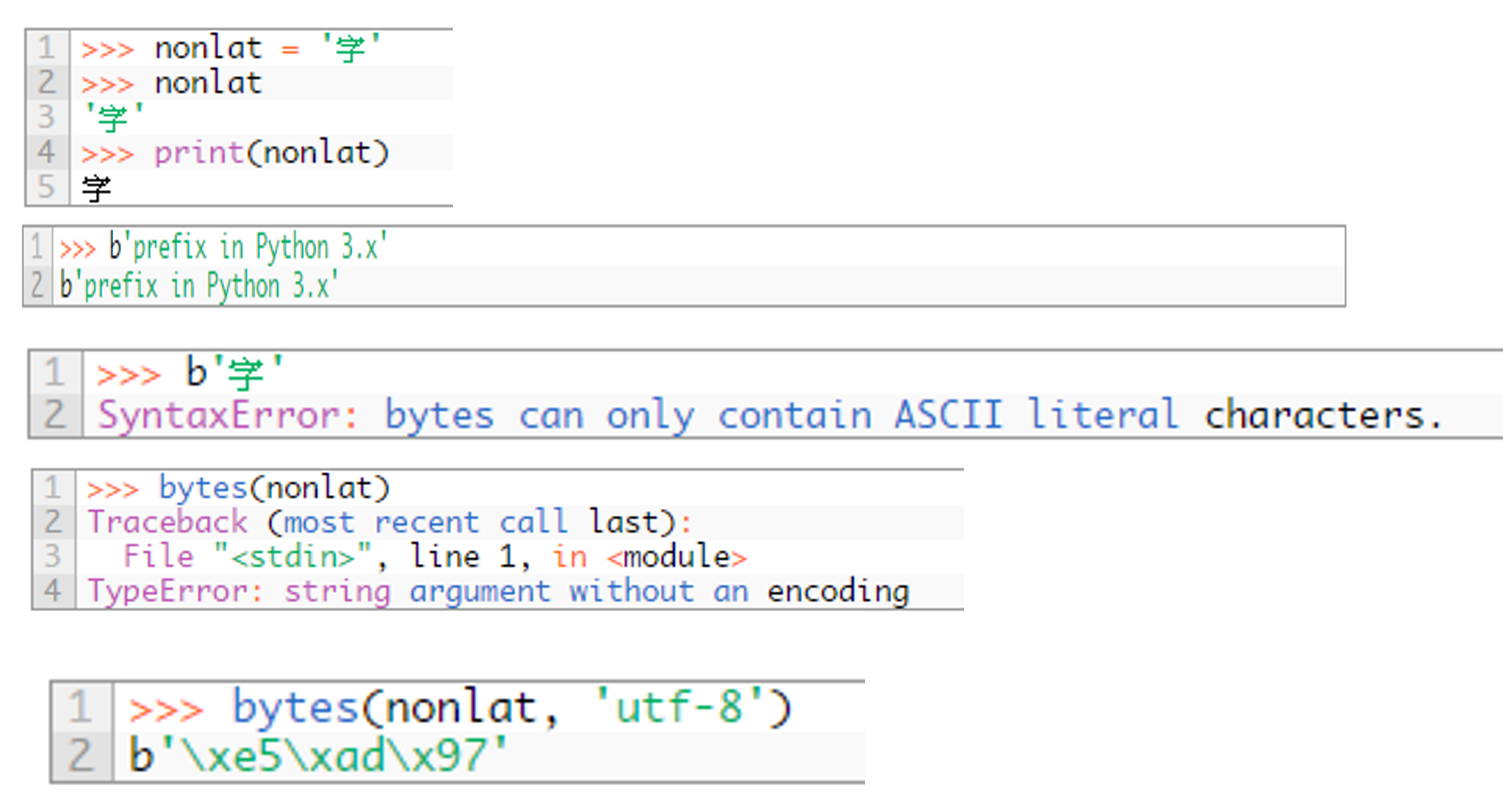 1 >>> nonlat = '字'
2 >>> nonlat
3 '字'
4 >>> print(nonlat)
5 字
1 >>> b'prefix in Python 3.x'
2 b'prefix in Python 3.x'
1 >>> b'字'
2 SyntaxError: bytes can only contain ASCII literal characters.
1 >>> bytes(nonlat)
2 Traceback (most recent call last):
3   File "<stdin>", line 1, in <module>
4 TypeError: string argument without an encoding
1 >>> bytes(nonlat, 'utf-8')
2 b'\xe5\xad\x97'